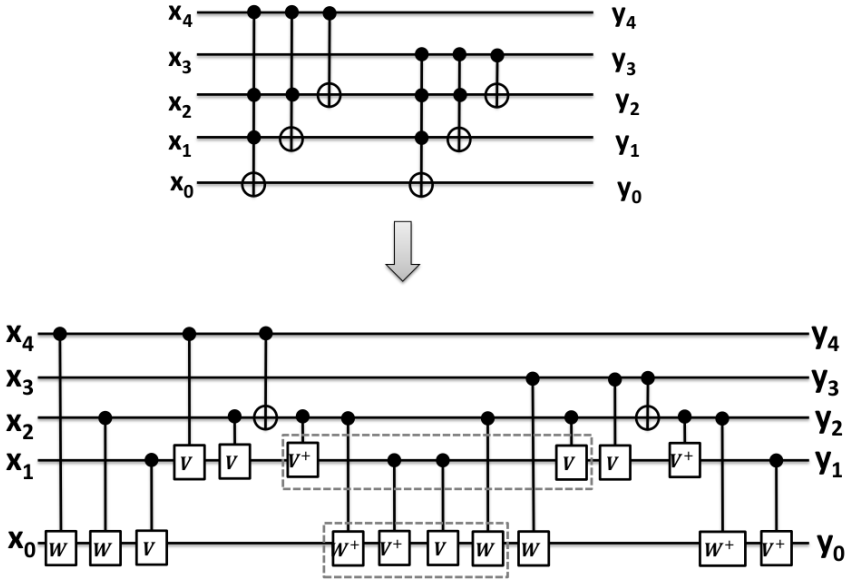 x₄ y₄
x₃ y₃
x₂ y₂
x₁ y₁
x₀ y₀
x₄ y₄
x₃ y₃
x₂ y₂
x₁ V V V⁺ V V V⁺ y₁
x₀ W W V W⁺ V⁺ V W W W⁺ V⁺ y₀